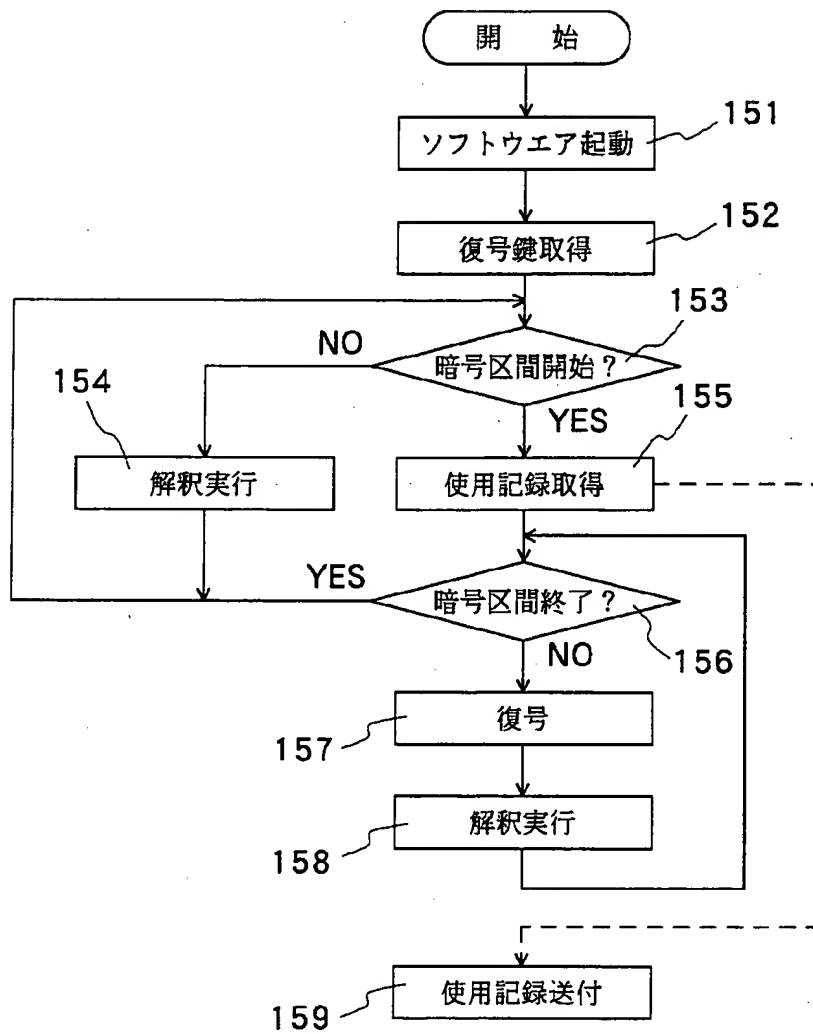 開 始
151
ソフトウエア起動
152
復号鍵取得
153
NO
暗号区間開始?
154
YES
155
解釈実行
使用記録取得
YES
暗号区間終了?
156
NO
復号
157
解釈実行
158
使用記録送付
159